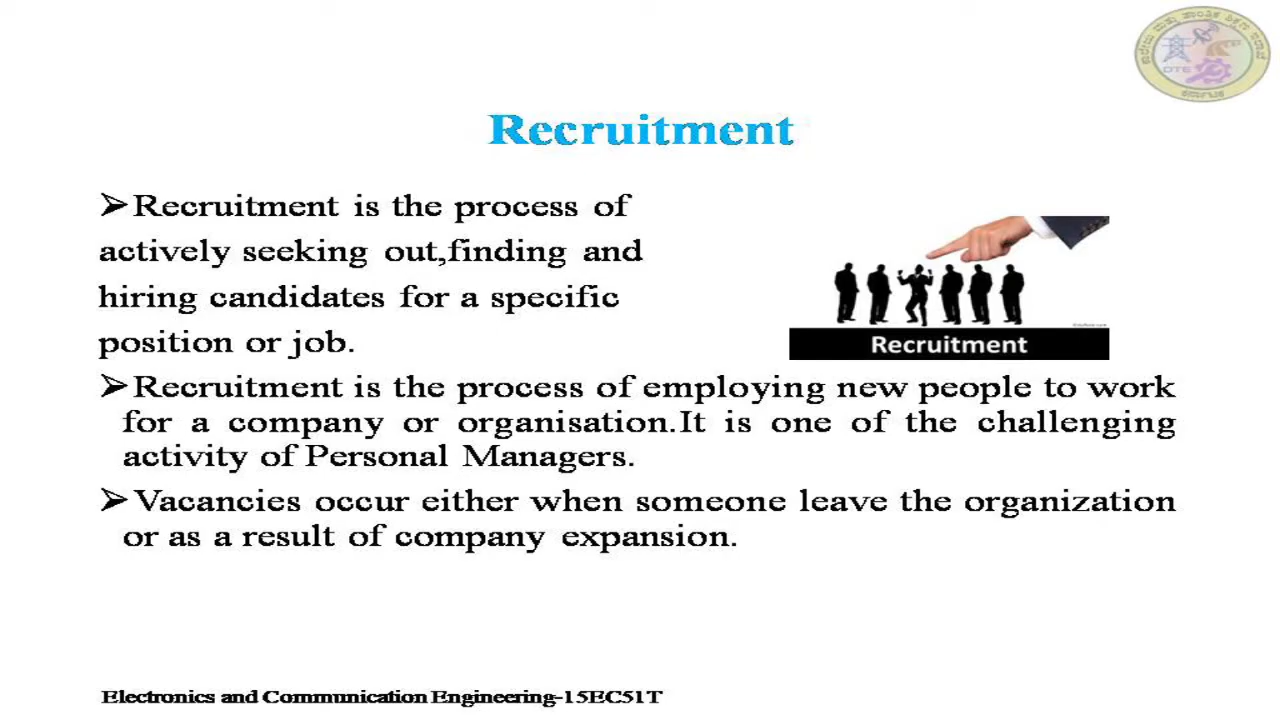 DTE
ಕರ್ನಾಟಕ
Recruitment
➢Recruitment is the process of
actively seeking out,finding and
hiring candidates for a specific
position or job.
Recruitment
➢Recruitment is the process of employing new people to work
for a company or organisation.It is one of the challenging
activity of Personal Managers.
➢Vacancies occur either when someone leave the organization
or as a result of company expansion.
Electronics and Communication Engineering-15EC51T